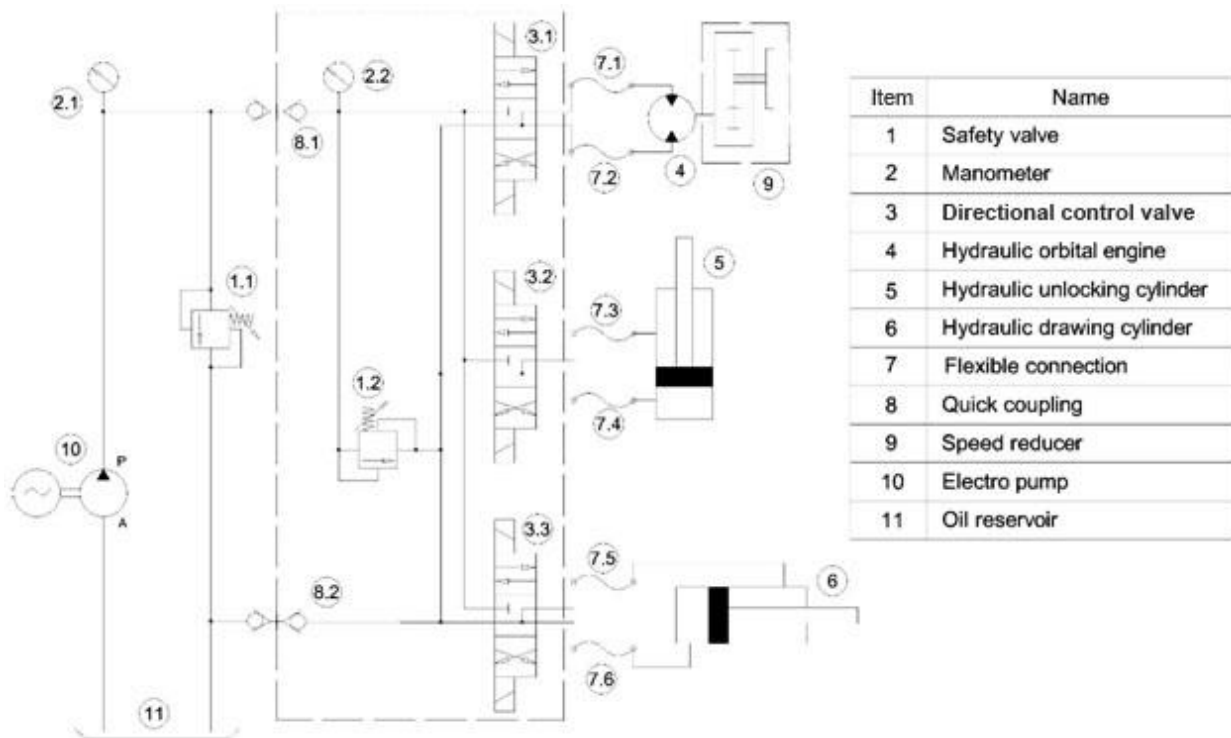 3.1
7.1
2.2
2.1
8.1
7.2
4
9
1.1
3.2
5
7.3
1.2
7.4
10
P
A
3.3
7.5
6
8.2
7.6
11
Item Name
1 Safety valve
2 Manometer
3 Directional control valve
4 Hydraulic orbital engine
5 Hydraulic unlocking cylinder
6 Hydraulic drawing cylinder
7 Flexible connection
8 Quick coupling
9 Speed reducer
10 Electro pump
11 Oil reservoir